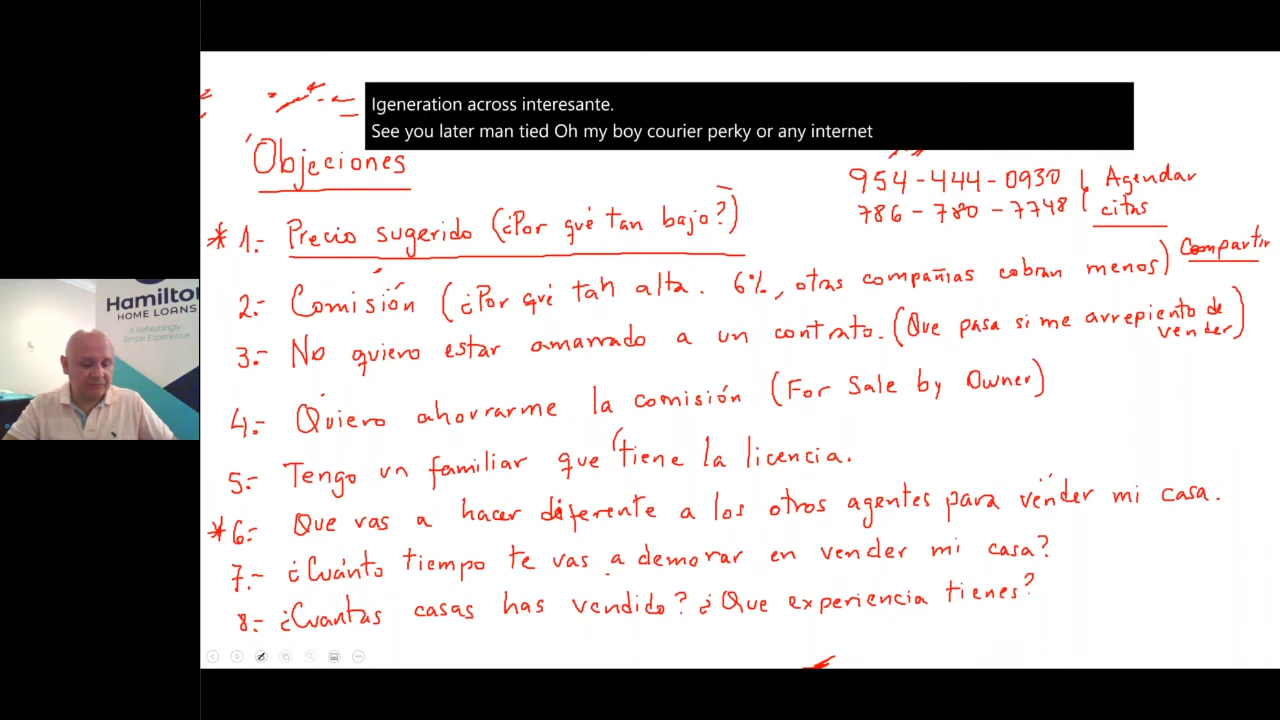 Igeneration across interesante.
See you later man tied Oh my boy courier perky or any internet
Objeciones
954-444-0930 Agendar
786-780-7748 citas
* 1.- Precio sugerido (¿Por qué tan bajo?)
Compartir
2.- Comisión (¿Por qué tan alta. 6%, otras compañias cobran menos)
3.- No quiero estar amarrado a un contrato. (Que pasa si me arrepiento de vender)
4.- Quiero ahorrarme la comisión (For Sale by Owner)
5.- Tengo un familiar que tiene la licencia.
* 6.- Que vas a hacer diferente a los otros agentes para vender mi casa.
7.- ¿Cuánto tiempo te vas a demorar en vender mi casa?
8.- ¿Cuantas casas has vendido? ¿Que experiencia tienes?
Hamilton
HOME LOANS
A Refreshingly
Simple Experience